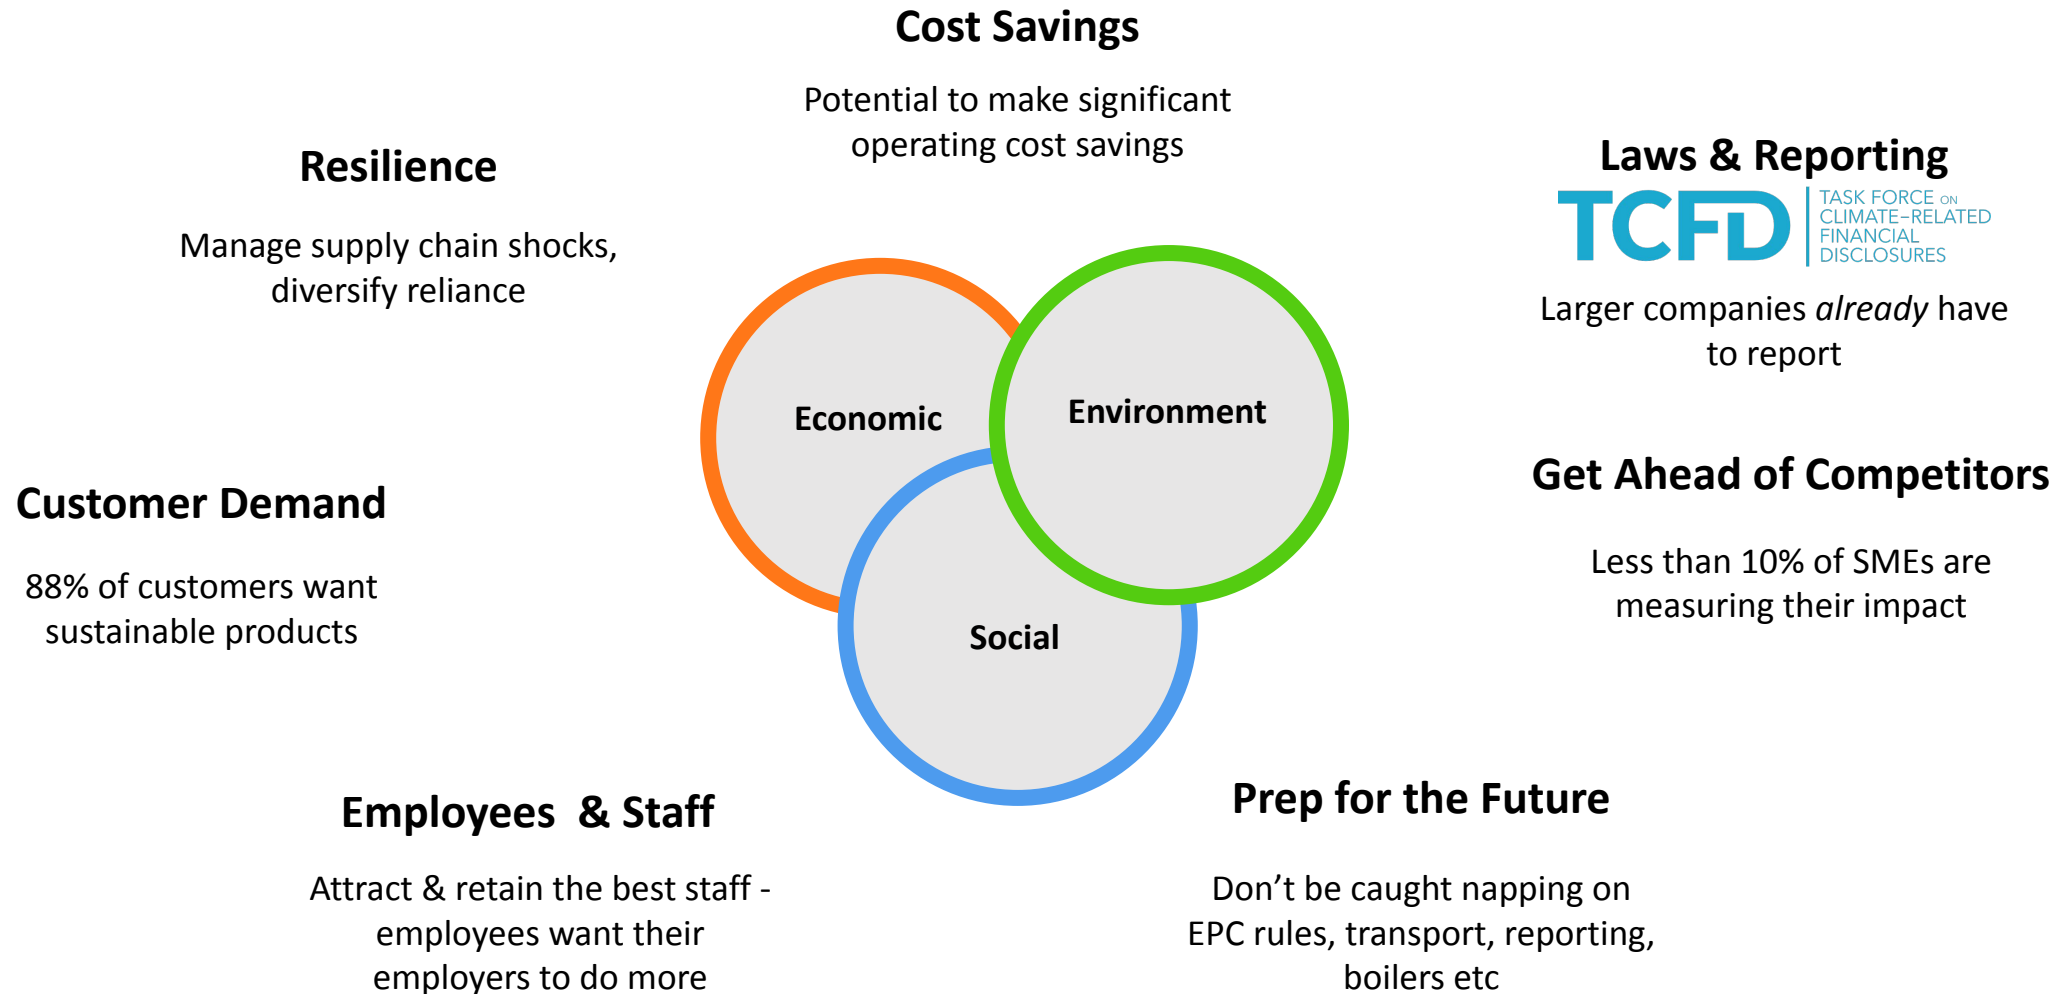 Cost Savings
Potential to make significant
operating cost savings
Resilience
Manage supply chain shocks,
diversify reliance
Laws & Reporting
TCFD
TASK FORCE ON
CLIMATE-RELATED
FINANCIAL
DISCLOSURES
Larger companies already have
to report
Economic
Environment
Social
Customer Demand
88% of customers want
sustainable products
Get Ahead of Competitors
Less than 10% of SMEs are
measuring their impact
Employees & Staff
Attract & retain the best staff -
employees want their
employers to do more
Prep for the Future
Don’t be caught napping on
EPC rules, transport, reporting,
boilers etc